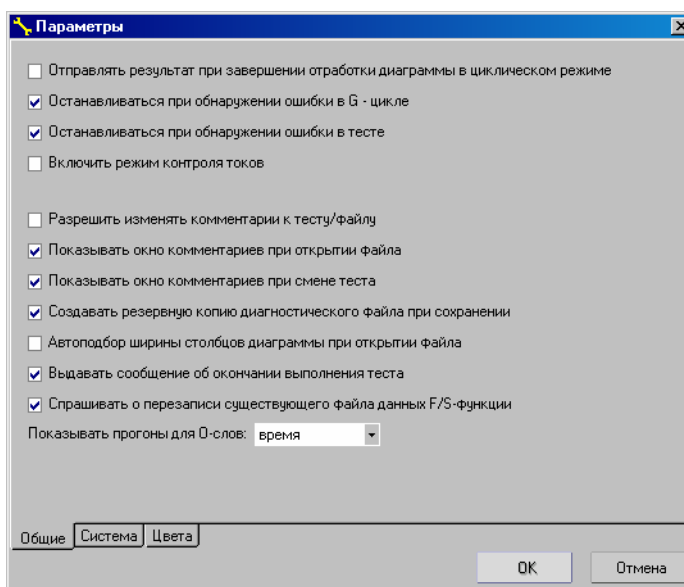 Параметры
Отправлять результат при завершении отработки диаграммы в циклическом режиме
Останавливаться при обнаружении ошибки в G - цикле
Останавливаться при обнаружении ошибки в тесте
Включить режим контроля токов
Разрешить изменять комментарии к тесту/файлу
Показывать окно комментариев при открытии файла
Показывать окно комментариев при смене теста
Создавать резервную копию диагностического файла при сохранении
Автоподбор ширины столбцов диаграммы при открытии файла
Выдавать сообщение об окончании выполнения теста
Спрашивать о перезаписи существующего файла данных F/S-функции
Показывать прогоны для О-слов: время
Общие Система Цвета
ОК Отмена